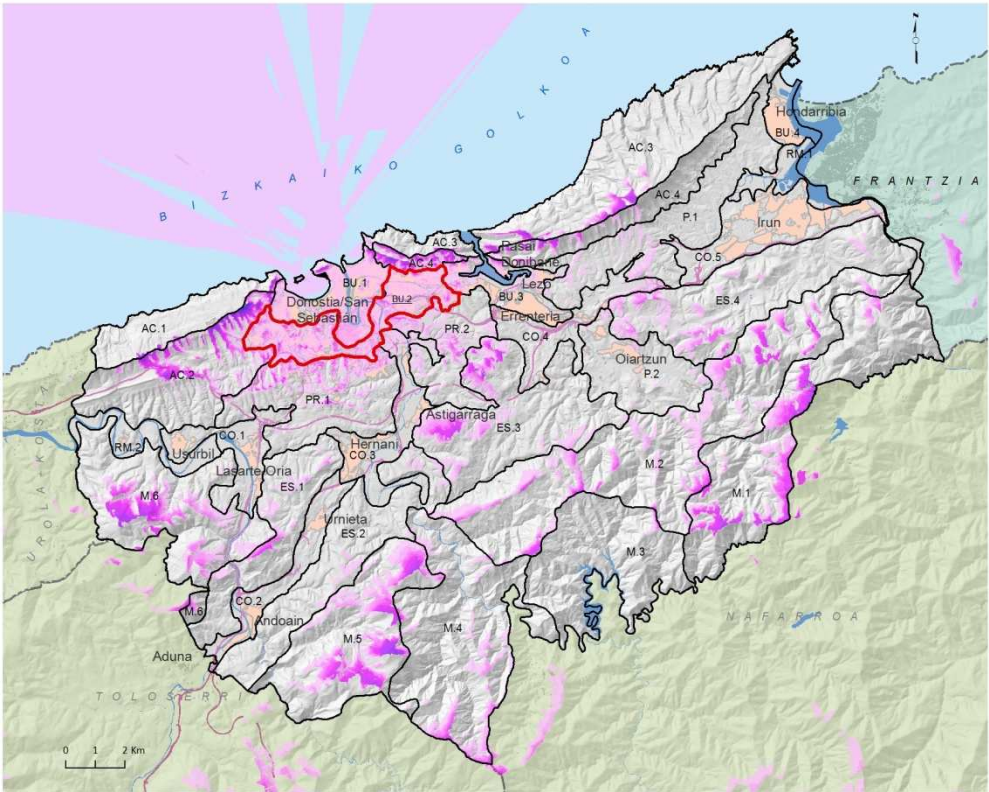 BIZKAIKO GOLKOA
Hondarribia
BU.4
RM.1
FRANTZIA
AC.3
AC.4
P.1
Irun
CO.5
AC.3
AC.4
Pasai
Donibane
Lezo
BU.1
BU.2
BU.3
Donostia/San
Sebastián
Errenteria
ES.4
AC.1
PR.2
CO.4
Oiartzun
P.2
AC.2
PR.1
Astigarraga
ES.3
UROLA KOSTA
RM.2
Usurbil
CO.1
Hernani
CO.3
Lasarte-Oria
ES.1
M.2
M.1
M.6
Urnieta
ES.2
M.3
CO.2
M.6
Andoain
M.5
M.4
NAFARROA
Aduna
TOLOSERRI
0 1 2 Km